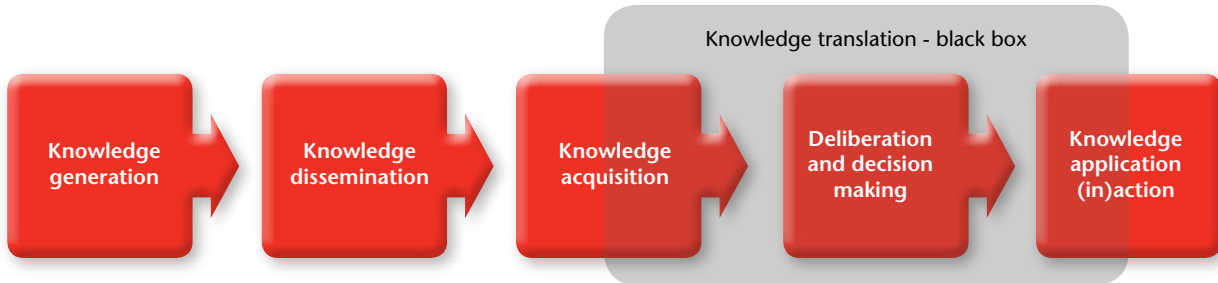 Knowledge translation - black box
Knowledge
generation
Knowledge
dissemination
Knowledge
acquisition
Deliberation
and decision
making
Knowledge
application
(in)action